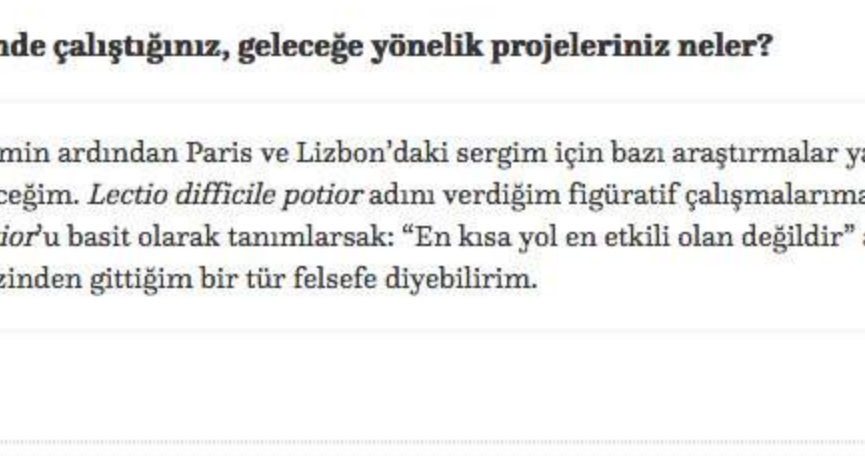 nde çalıştığınız, geleceğe yönelik projeleriniz neler?
min ardından Paris ve Lizbon’daki sergim için bazı araştırmalar ya
ceğim. Lectio difficile potior adını verdiğim figüratif çalışmalarıma
ior’u basit olarak tanımlarsak: “En kısa yol en etkili olan değildir” a
zinden gittiğim bir tür felsefe diyebilirim.